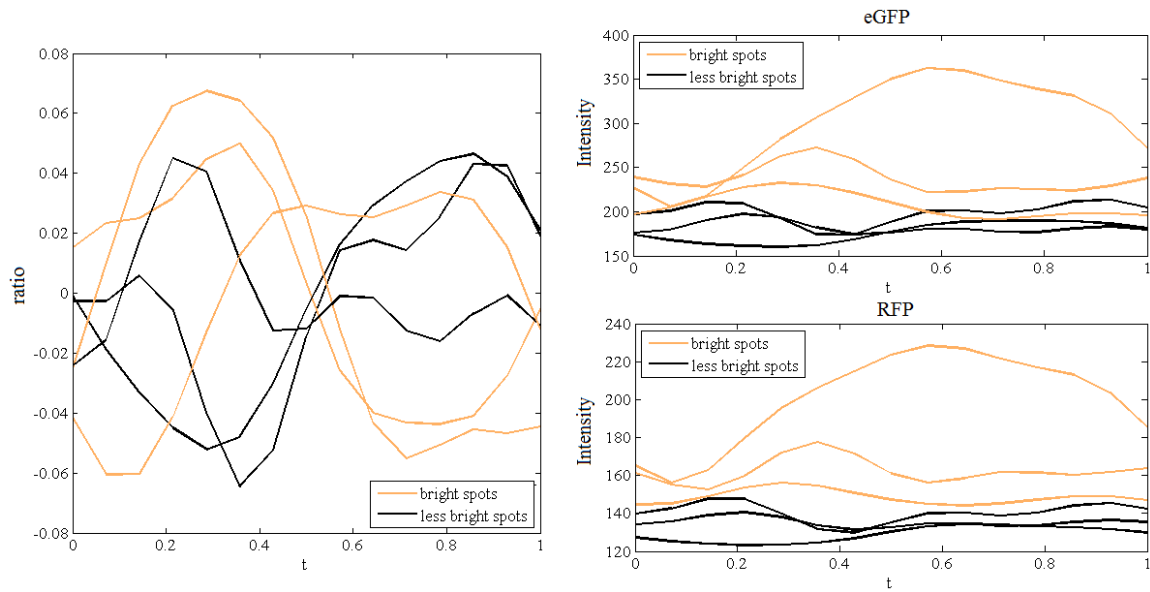 0.08
0.06
0.04
0.02
0
-0.02
-0.04
-0.06
-0.08
ratio
0
0.2
0.4
0.6
0.8
1
t
bright spots
less bright spots
eGFP
400
350
300
250
200
150
Intensity
bright spots
less bright spots
0
0.2
0.4
0.6
0.8
1
t
RFP
240
220
200
180
160
140
120
Intensity
bright spots
less bright spots
0
0.2
0.4
0.6
0.8
1
t